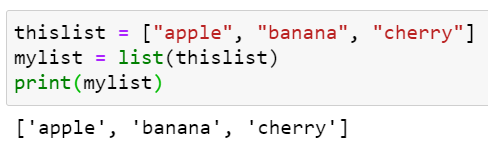 thislist = ["apple", "banana", "cherry"]
mylist = list(thislist)
print(mylist)
['apple', 'banana', 'cherry']